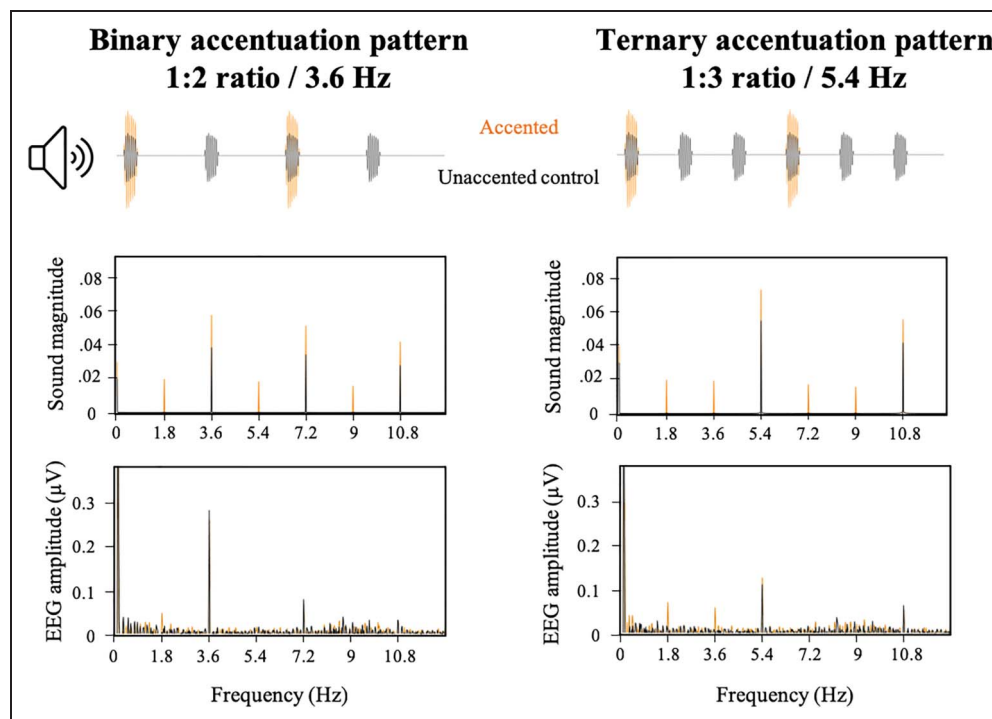 Binary accentuation pattern
1:2 ratio / 3.6 Hz
Ternary accentuation pattern
1:3 ratio / 5.4 Hz
Accented
Unaccented control
Sound magnitude
.08
.06
.04
.02
0
0 1.8 3.6 5.4 7.2 9 10.8
Sound magnitude
.08
.06
.04
.02
0
0 1.8 3.6 5.4 7.2 9 10.8
EEG amplitude (µV)
0.3
0.2
0.1
0
0 1.8 3.6 5.4 7.2 9 10.8
Frequency (Hz)
EEG amplitude (µV)
0.3
0.2
0.1
0
0 1.8 3.6 5.4 7.2 9 10.8
Frequency (Hz)